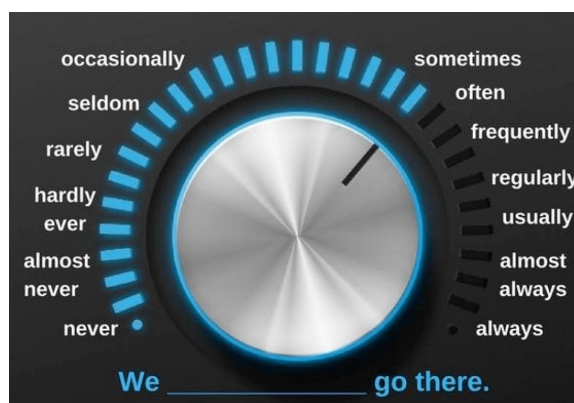 occasionally
sometimes
seldom
often
rarely
frequently
hardly
ever
regularly
usually
almost
never
almost
always
never
always
We _____________ go there.